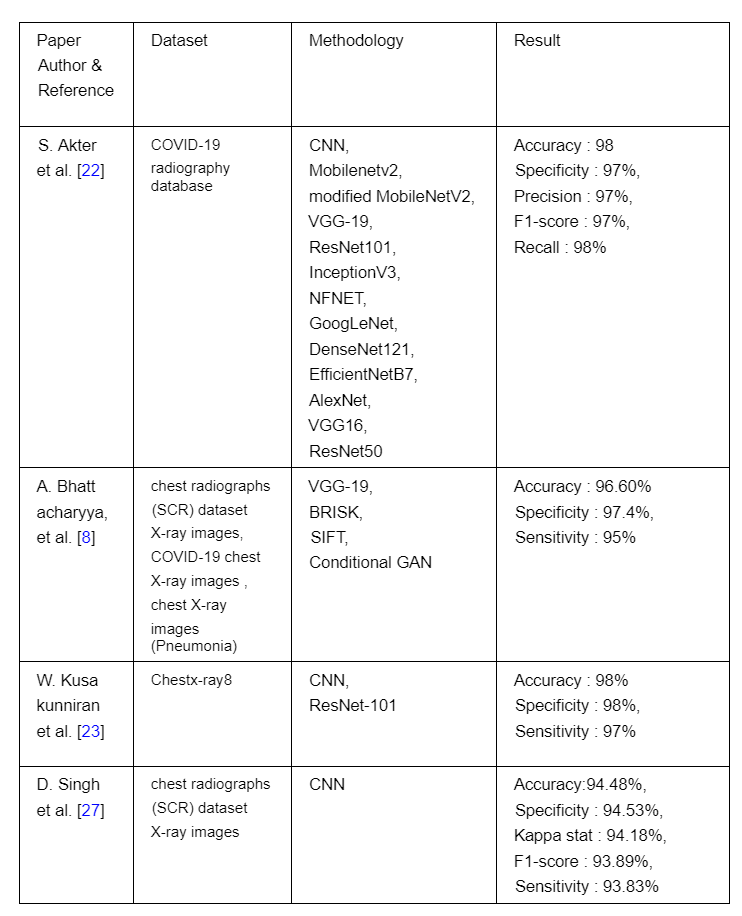 Paper
Author &
Reference
Dataset
Methodology
Result
S. Akter
et al. [22]
COVID-19
radiography
database
CNN,
Mobilenetv2,
modified MobileNetV2,
VGG-19,
ResNet101,
InceptionV3,
NFNET,
GoogLeNet,
DenseNet121,
EfficientNetB7,
AlexNet,
VGG16,
ResNet50
Accuracy : 98
Specificity : 97%,
Precision : 97%,
F1-score : 97%,
Recall : 98%
A. Bhatt
acharyya,
et al. [8]
chest radiographs
(SCR) dataset
X-ray images,
COVID-19 chest
X-ray images ,
chest X-ray
images
(Pneumonia)
VGG-19,
BRISK,
SIFT,
Conditional GAN
Accuracy : 96.60%
Specificity : 97.4%,
Sensitivity : 95%
W. Kusa
kunniran
et al. [23]
Chestx-ray8
CNN,
ResNet-101
Accuracy : 98%
Specificity : 98%,
Sensitivity : 97%
D. Singh
et al. [27]
chest radiographs
(SCR) dataset
X-ray images
CNN
Accuracy:94.48%,
Specificity : 94.53%,
Kappa stat : 94.18%,
F1-score : 93.89%,
Sensitivity : 93.83%